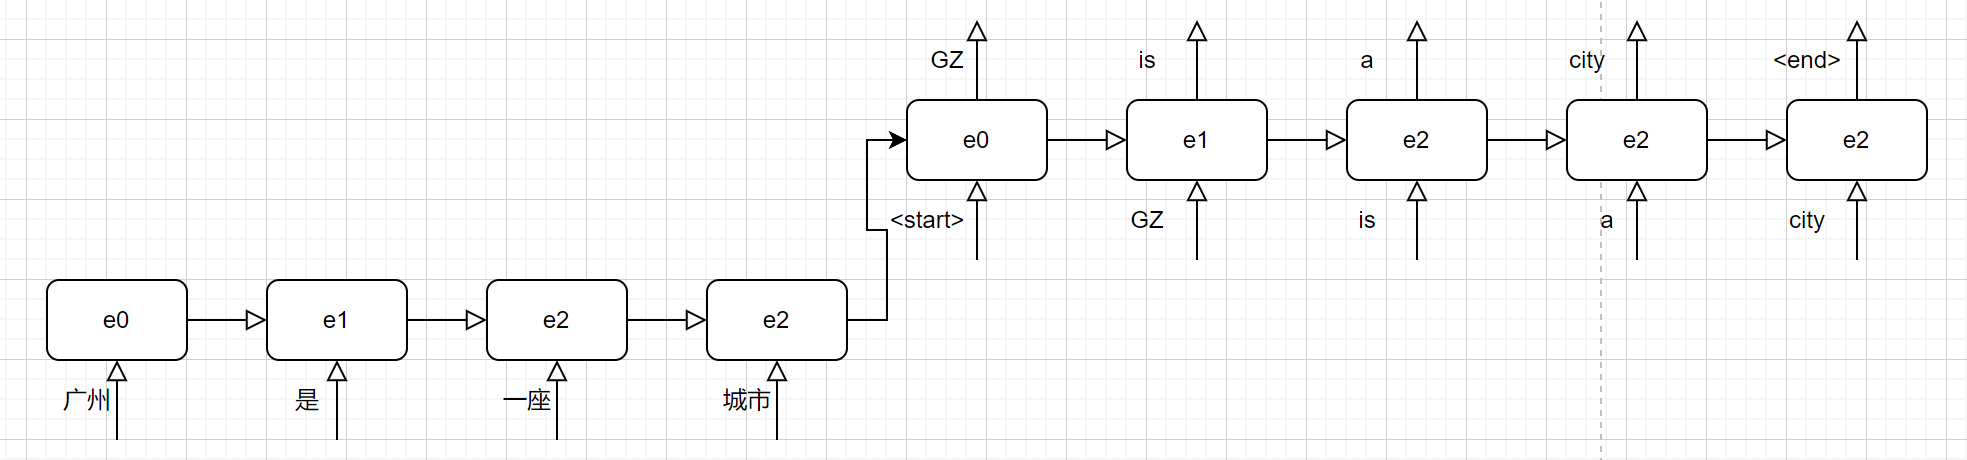 GZ is a city <end>
e0 e1 e2 e2 e2
<start> GZ is a city
e0 e1 e2 e2
广州 是 一座 城市